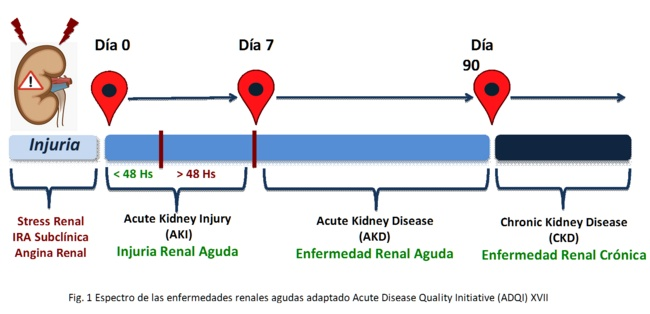 Día 0
Día 7
Día
90
Injuria
< 48 Hs
> 48 Hs
Stress Renal
IRA Subclínica
Angina Renal
Acute Kidney Injury
(AKI)
Injuria Renal Aguda
Acute Kidney Disease
(AKD)
Enfermedad Renal Aguda
Chronic Kidney Disease
(CKD)
Enfermedad Renal Crónica
Fig. 1 Espectro de las enfermedades renales agudas adaptado Acute Disease Quality Initiative (ADQI) XVII